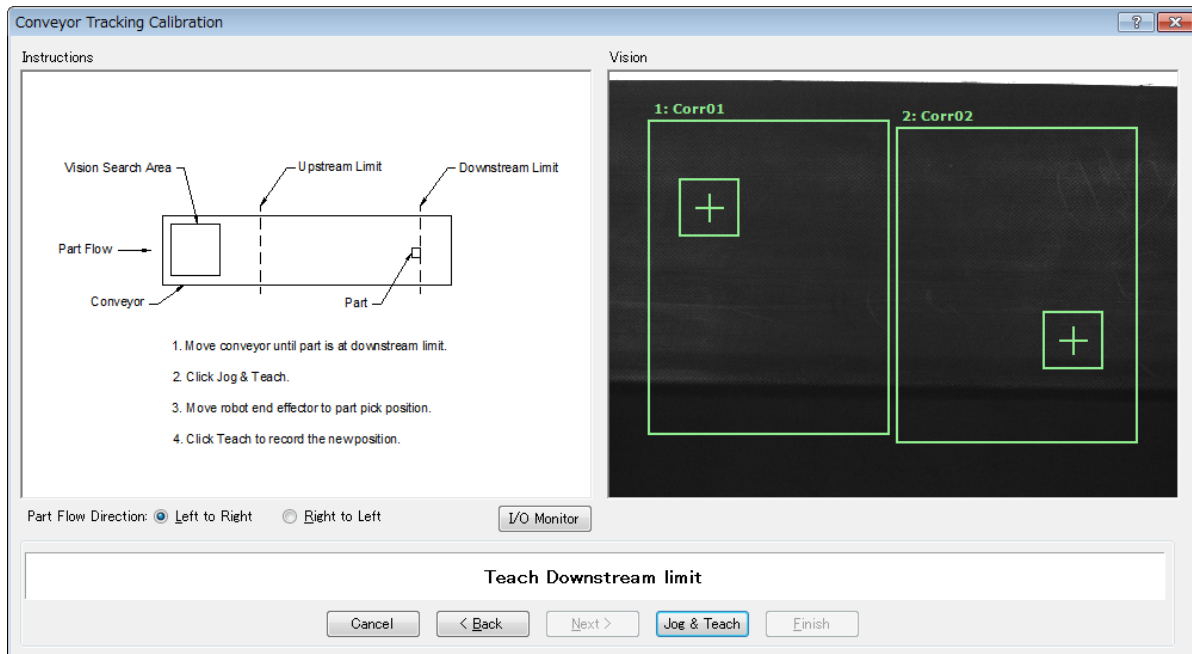 Conveyor Tracking Calibration
?
Instructions
Vision
Vision Search Area
Upstream Limit
Downstream Limit
Part Flow
Conveyor
Part
1. Move conveyor until part is at downstream limit.
2. Click Jog & Teach.
3. Move robot end effector to part pick position.
4. Click Teach to record the newposition.
1: Corr01
2: Corr02
Part Flow Direction: Left to Right Right to Left
I/O Monitor
Teach Downstream limit
Cancel < Back Next > Jog & Teach Finish